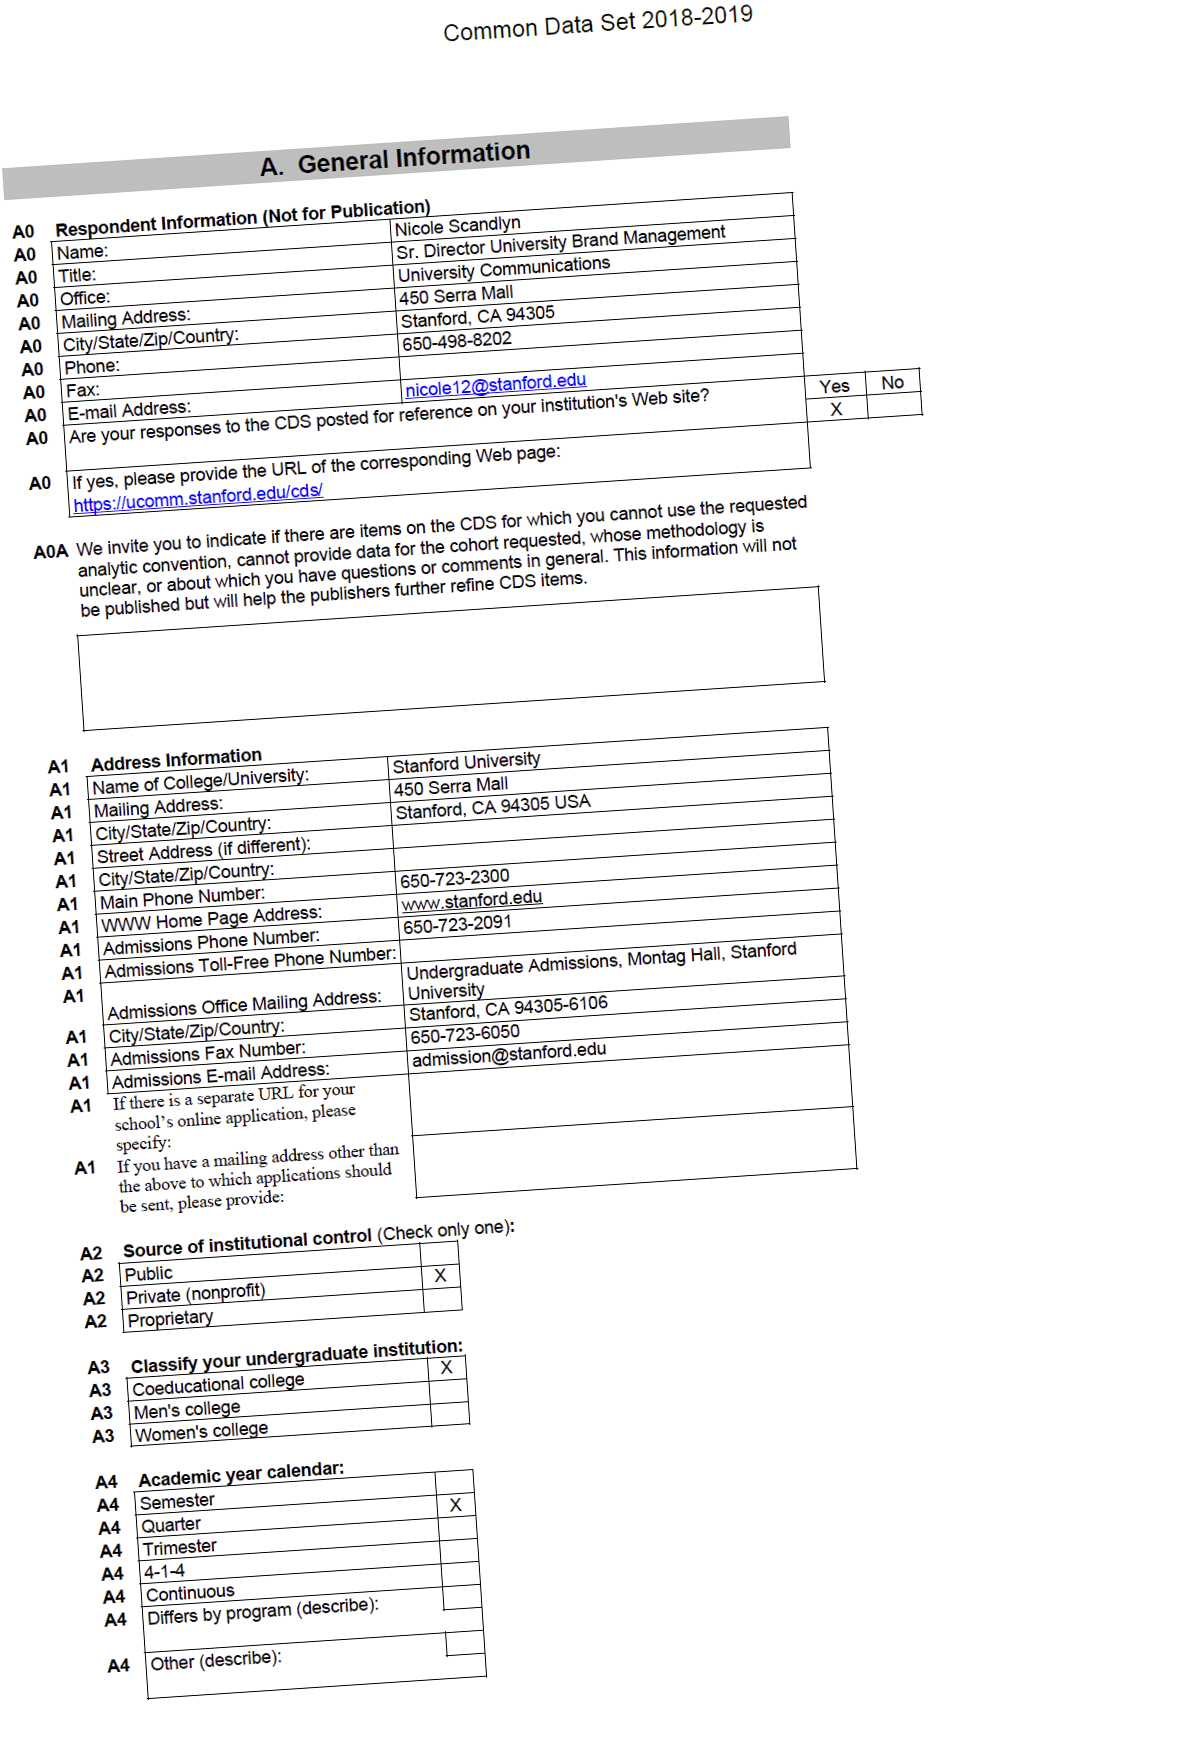 Common Data Set 2018-2019
A. General Information
A0 Respondent Information (Not for Publication)
A0 Name: Nicole Scandlyn
A0 Title: Sr. Director University Brand Management
A0 Office: University Communications
A0 Mailing Address: 450 Serra Mall
A0 City/State/Zip/Country: Stanford, CA 94305
A0 Phone: 650-498-8202
A0 Fax:
A0 E-mail Address: nicole12@stanford.edu
A0 Are your responses to the CDS posted for reference on your institution's Web site? Yes No
X
A0 If yes, please provide the URL of the corresponding Web page:
https://ucomm.stanford.edu/cds/
A0A We invite you to indicate if there are items on the CDS for which you cannot use the requested
analytic convention, cannot provide data for the cohort requested, whose methodology is
unclear, or about which you have questions or comments in general. This information will not
be published but will help the publishers further refine CDS items.
A1 Address Information
A1 Name of College/University: Stanford University
A1 Mailing Address: 450 Serra Mall
A1 City/State/Zip/Country: Stanford, CA 94305 USA
A1 Street Address (if different):
A1 City/State/Zip/Country:
A1 Main Phone Number: 650-723-2300
A1 WWW Home Page Address: www.stanford.edu
A1 Admissions Phone Number: 650-723-2091
A1 Admissions Toll-Free Phone Number:
A1 Admissions Office Mailing Address: Undergraduate Admissions, Montag Hall, Stanford
University
A1 City/State/Zip/Country: Stanford, CA 94305-6106
A1 Admissions Fax Number: 650-723-6050
A1 Admissions E-mail Address: admission@stanford.edu
A1 If there is a separate URL for your
school’s online application, please
specify:
A1 If you have a mailing address other than
the above to which applications should
be sent, please provide:
A2 Source of institutional control (Check only one):
A2 Public
A2 Private (nonprofit) X
A2 Proprietary
A3 Classify your undergraduate institution:
A3 Coeducational college X
A3 Men's college
A3 Women's college
A4 Academic year calendar:
A4 Semester
A4 Quarter X
A4 Trimester
A4 4-1-4
A4 Continuous
A4 Differs by program (describe):
A4 Other (describe):